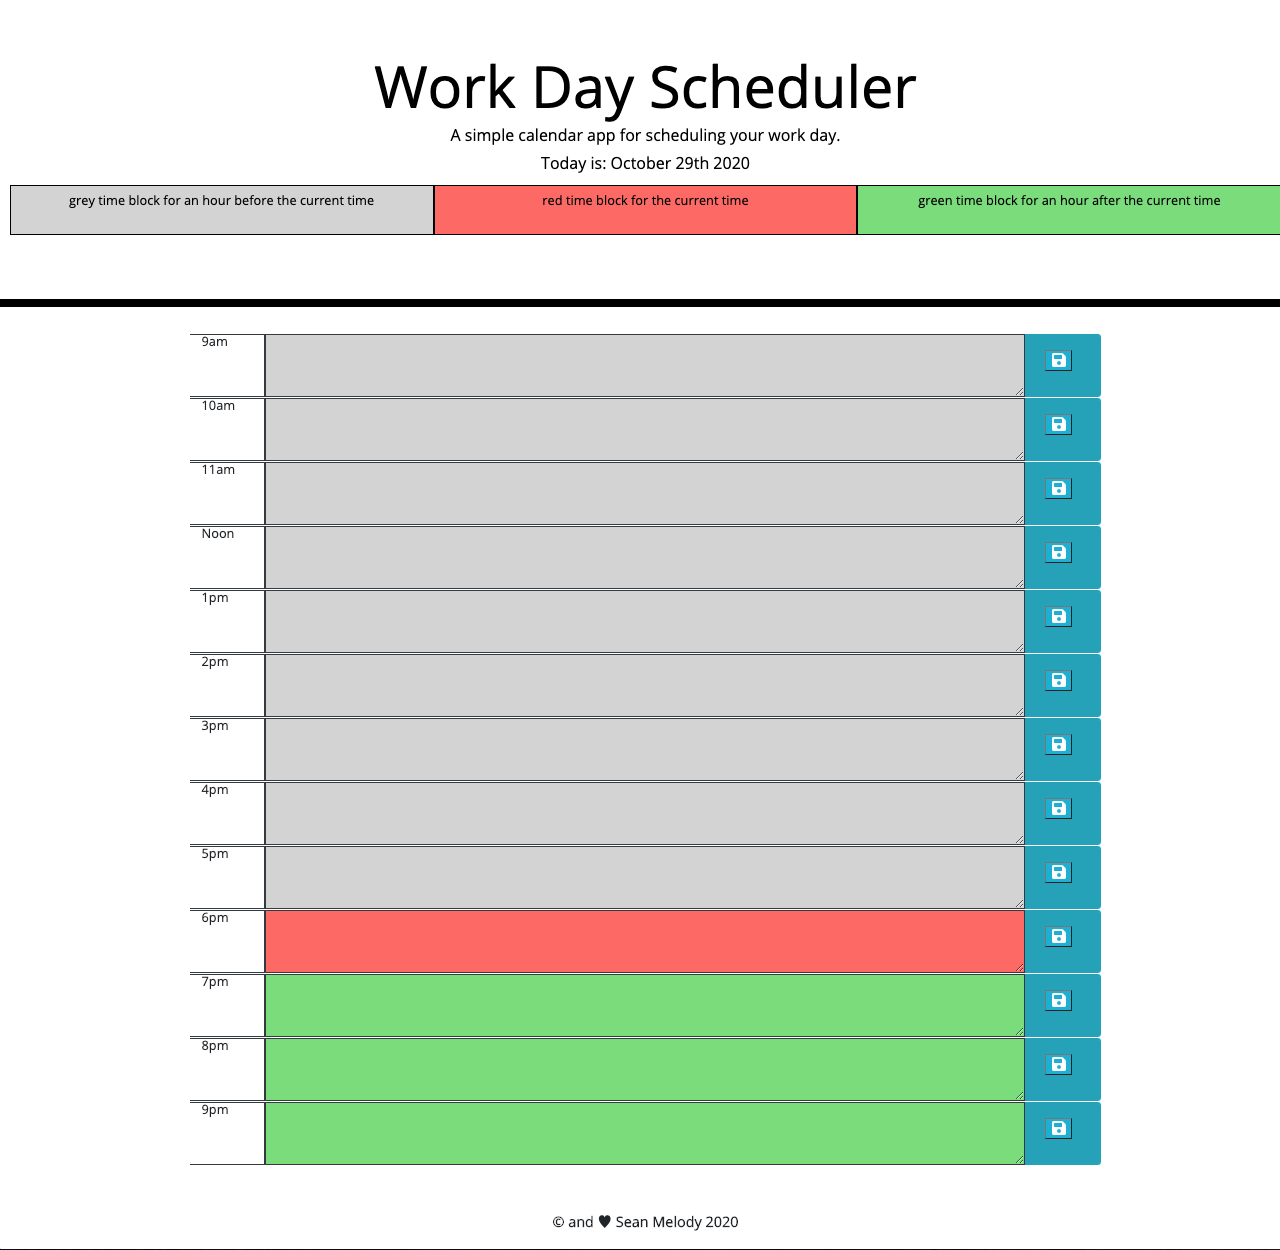 Work Day Scheduler
A simple calendar app for scheduling your work day.
Today is: October 29th 2020
grey time block for an hour before the current time
red time block for the current time
green time block for an hour after the current time
9am
10am
11am
Noon
1pm
2pm
3pm
4pm
5pm
6pm
7pm
8pm
9pm
© and ♥ Sean Melody 2020